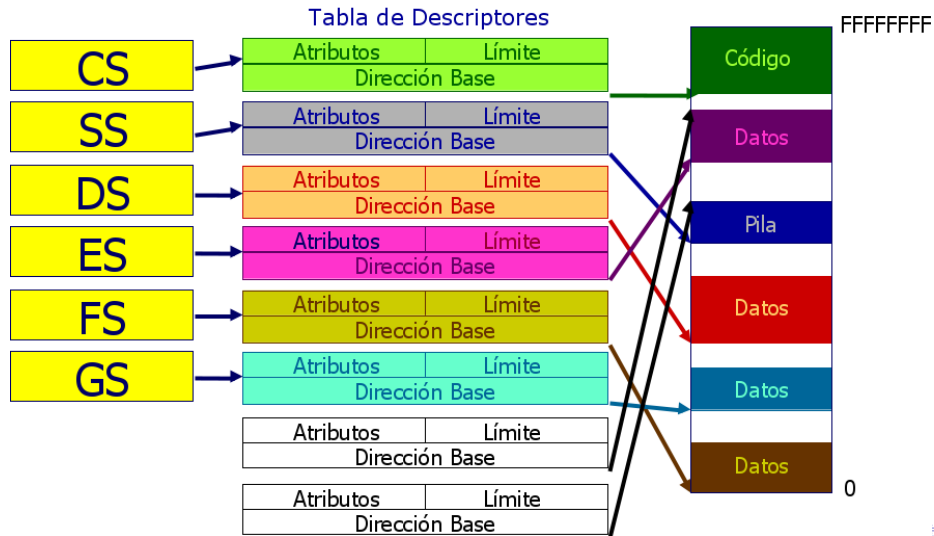 Tabla de Descriptores
FFFFFFFF
CS
Atributos Límite
Dirección Base
Código
SS
Atributos Límite
Dirección Base
Datos
DS
Atributos Límite
Dirección Base
Pila
ES
Atributos Límite
Dirección Base
FS
Atributos Límite
Dirección Base
Datos
GS
Atributos Límite
Dirección Base
Datos
Atributos Límite
Dirección Base
Datos
0
Atributos Límite
Dirección Base